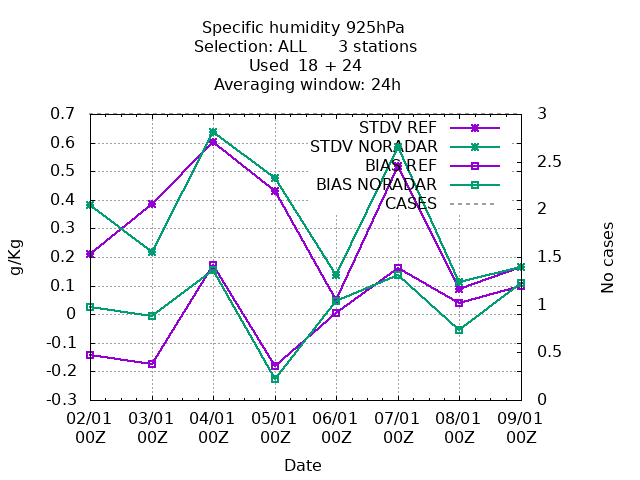 Specific humidity 925hPa
Selection: ALL      3 stations
Used  18 + 24
Averaging window: 24h
0.7
0.6
0.5
0.4
0.3
0.2
0.1
0
-0.1
-0.2
-0.3
g/Kg
STDV REF
STDV NORADAR
BIAS REF
BIAS NORADAR
CASES
3
2.5
2
1.5
1
0.5
0
No cases
02/01 03/01 04/01 05/01 06/01 07/01 08/01 09/01
00Z 00Z 00Z 00Z 00Z 00Z 00Z 00Z
Date